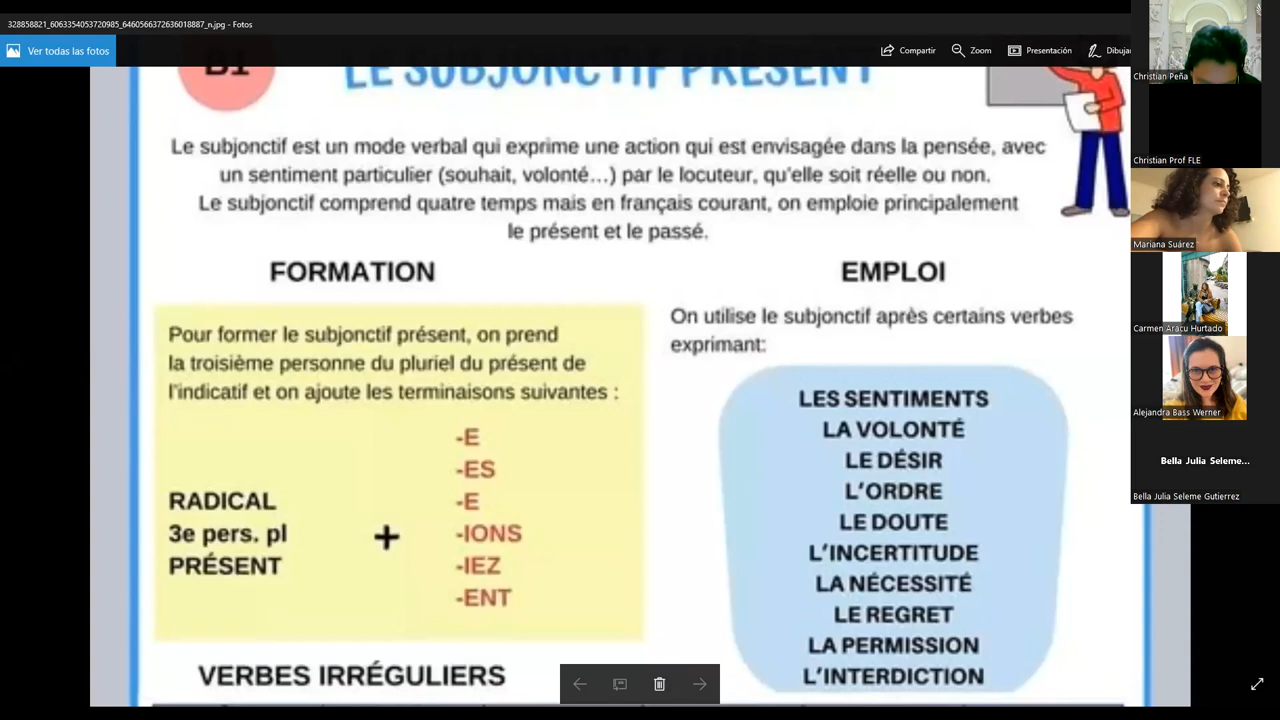 328858821_6063354053720985_6460566372636018887_n.jpg - Fotos
Ver todas las fotos
Compartir
Zoom
Presentación
Dibujar
B1
LE SUBJONCTIF PRÉSENT
Le subjonctif est un mode verbal qui exprime une action qui est envisagée dans la pensée, avec
un sentiment particulier (souhait, volonté…) par le locuteur, qu'elle soit réelle ou non.
Le subjonctif comprend quatre temps mais en français courant, on emploie principalement
le présent et le passé.
FORMATION
Pour former le subjonctif présent, on prend
la troisième personne du pluriel du présent de
l'indicatif et on ajoute les terminaisons suivantes :
RADICAL
3e pers. pl
PRÉSENT
+
-E
-ES
-E
-IONS
-IEZ
-ENT
VERBES IRRÉGULIERS
EMPLOI
On utilise le subjonctif après certains verbes
exprimant:
LES SENTIMENTS
LA VOLONTÉ
LE DÉSIR
L'ORDRE
LE DOUTE
L'INCERTITUDE
LA NÉCESSITÉ
LE REGRET
LA PERMISSION
L'INTERDICTION
Christian Peña
Christian Prof FLE
Mariana Suárez
Carmen Aracu Hurtado
Alejandra Bass Werner
Bella Julia Seleme...
Bella Julia Seleme Gutierrez